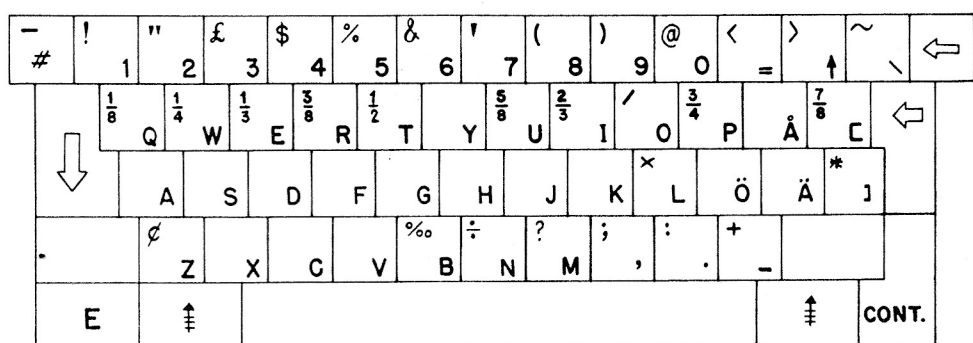 – ! " £ $ % & ' ( ) @ < > ~ ⇦
# 1 2 3 4 5 6 7 8 9 0 = ↑ \
1/8 1/4 1/3 3/8 1/2 5/8 2/3 / 3/4 7/8 ⇦
Q W E R T Y U I O P Å [
× *
A S D F G H J K L Ö Ä ]
¢ ‰ ÷ ? ; : +
. Z X C V B N M , . _
E CONT.